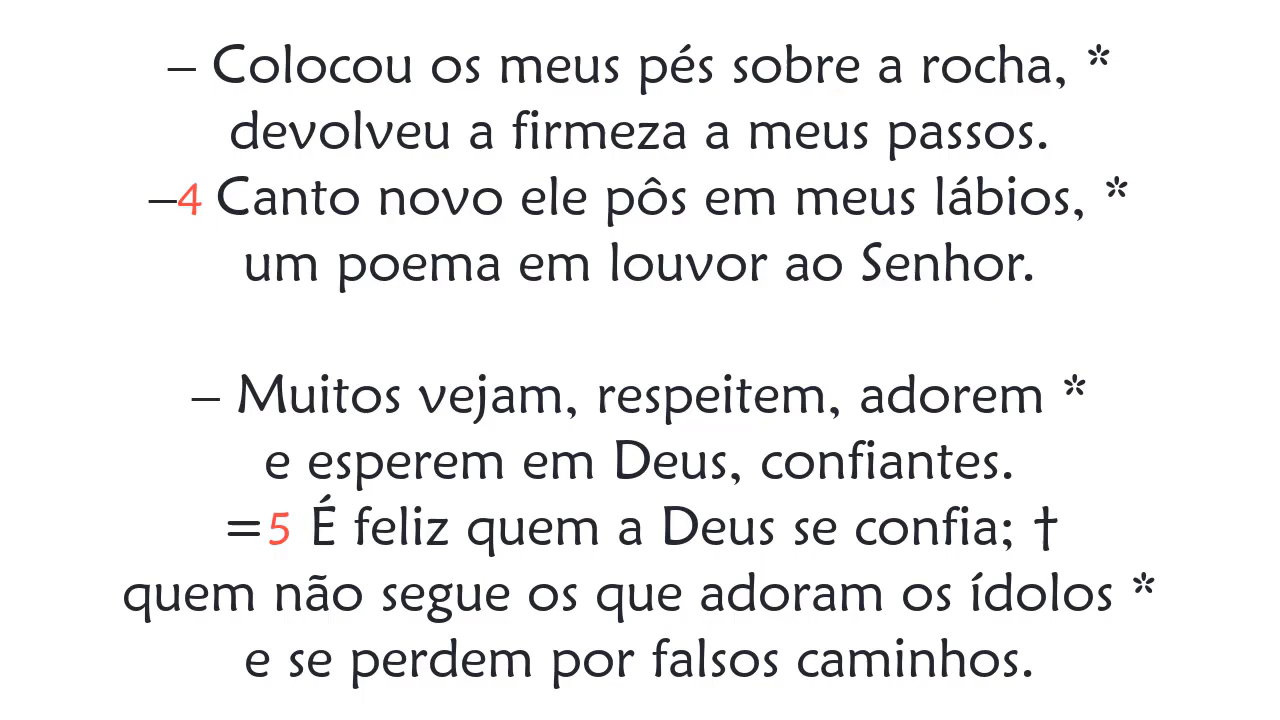 – Colocou os meus pés sobre a rocha, *
devolveu a firmeza a meus passos.
–4 Canto novo ele pôs em meus lábios, *
um poema em louvor ao Senhor.
– Muitos vejam, respeitem, adorem *
e esperem em Deus, confiantes.
=5 É feliz quem a Deus se confia; †
quem não segue os que adoram os ídolos *
e se perdem por falsos caminhos.